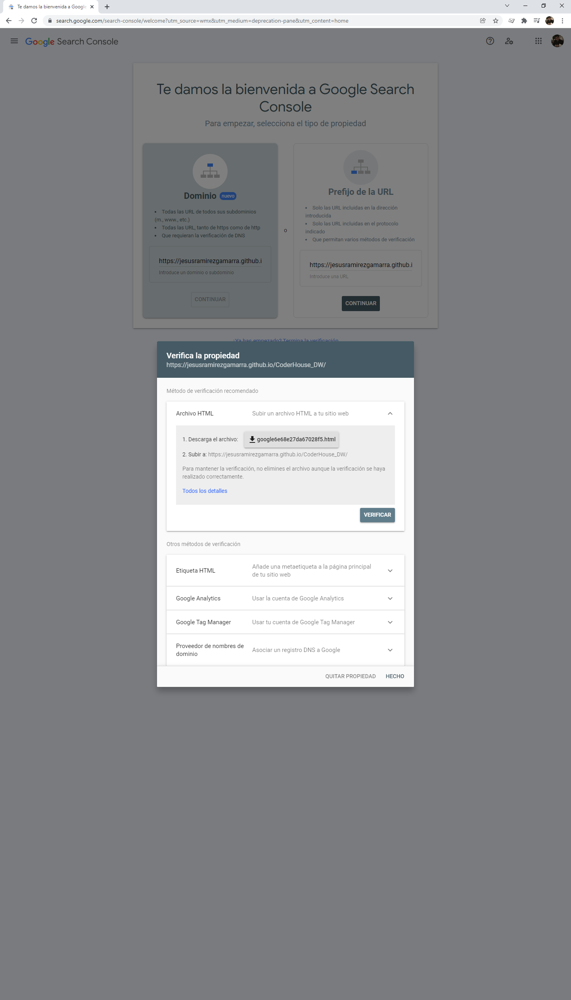 Te damos la bienvenida a Google
search.google.com/search-console/welcome?utm_source=wmx&utm_medium=deprecation-pane&utm_content=home
Google Search Console
Te damos la bienvenida a Google Search
Console
Para empezar, selecciona el tipo de propiedad
Dominio nuevo
• Todas las URL de todos sus subdominios
(m., www., etc.)
• Todas las URL, tanto de https como de http
• Que requieran la verificación de DNS
https://jesusramirezgamarra.github.i
Introduce un dominio o subdominio
CONTINUAR
o
Prefijo de la URL
• Solo las URL incluidas en la dirección
introducida
• Solo las URL incluidas en el protocolo
indicado
• Que permitan varios métodos de verificación
https://jesusramirezgamarra.github.i
Introduce una URL
CONTINUAR
¿Ya has empezado? Termina la verificación
Verifica la propiedad
https://jesusramirezgamarra.github.io/CoderHouse_DW/
Método de verificación recomendado
Archivo HTML Subir un archivo HTML a tu sitio web
1. Descarga el archivo: google6e68e27da67028f5.html
2. Subir a: https://jesusramirezgamarra.github.io/CoderHouse_DW/
Para mantener la verificación, no elimines el archivo aunque la verificación se haya
realizado correctamente.
Todos los detalles
VERIFICAR
Otros métodos de verificación
Etiqueta HTML
Añade una metaetiqueta a la página principal
de tu sitio web
Google Analytics Usar la cuenta de Google Analytics
Google Tag Manager Usar tu cuenta de Google Tag Manager
Proveedor de nombres de
dominio
Asociar un registro DNS a Google
QUITAR PROPIEDAD HECHO